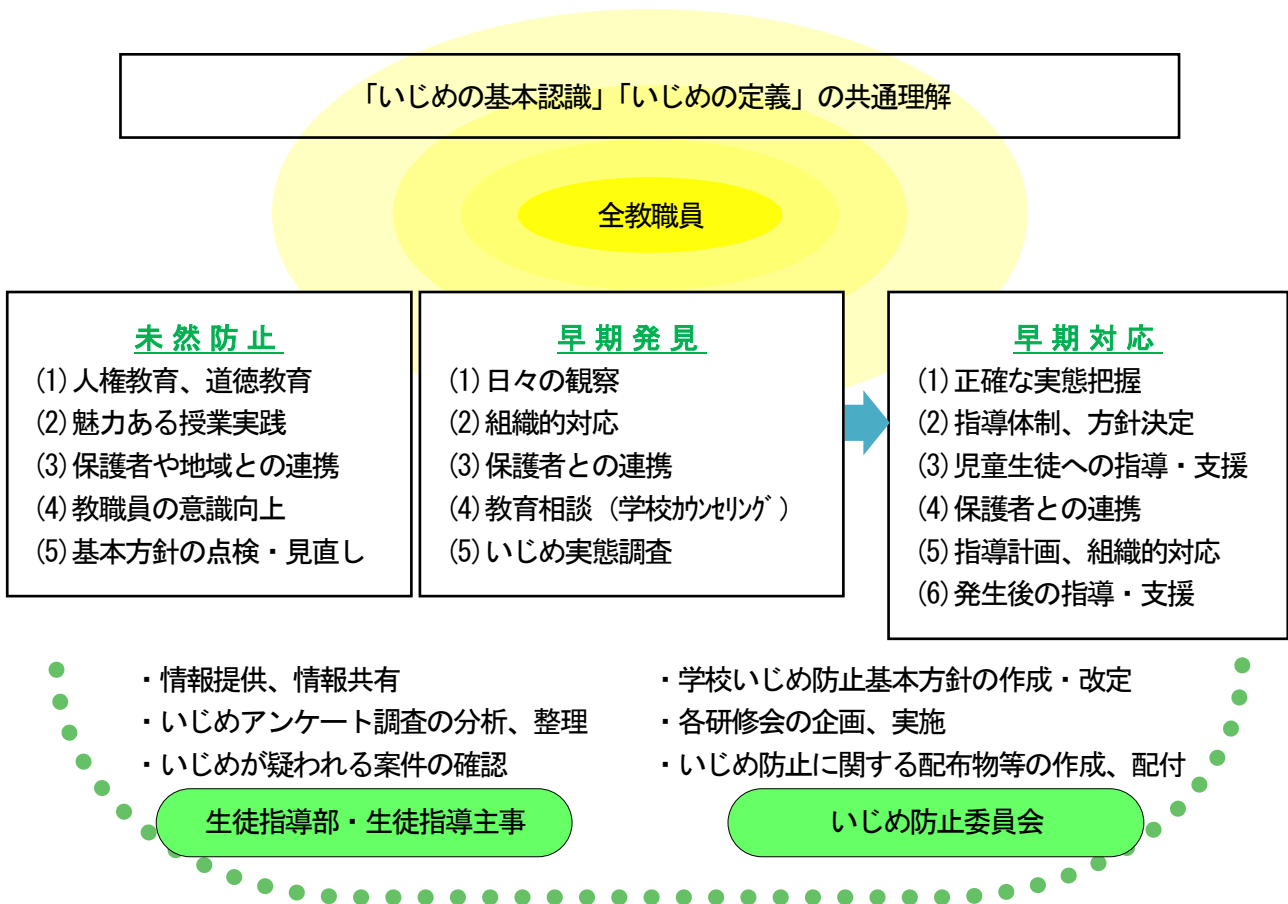 「いじめの基本認識」「いじめの定義」の共通理解
全教職員
未然防止
(1)人権教育、道徳教育
(2)魅力ある授業実践
(3)保護者や地域との連携
(4)教職員の意識向上
(5)基本方針の点検・見直し
早期発見
(1)日々の観察
(2)組織的対応
(3)保護者との連携
(4)教育相談（学校ｶｳﾝｾﾘﾝｸﾞ）
(5)いじめ実態調査
早期対応
(1)正確な実態把握
(2)指導体制、方針決定
(3)児童生徒への指導・支援
(4)保護者との連携
(5)指導計画、組織的対応
(6)発生後の指導・支援
・情報提供、情報共有
・いじめアンケート調査の分析、整理
・いじめが疑われる案件の確認
生徒指導部・生徒指導主事
・学校いじめ防止基本方針の作成・改定
・各研修会の企画、実施
・いじめ防止に関する配布物等の作成、配付
いじめ防止委員会